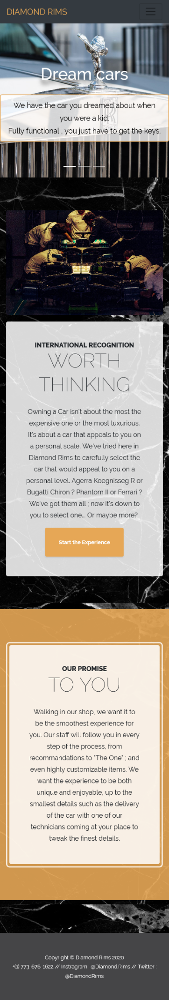 DIAMOND RIMS
Dream cars
We have the car you dreamed about when
you were a kid.
Fully functional , you just have to get the keys.
INTERNATIONAL RECOGNITION
WORTH
THINKING
Owning a Car isn't about the most the
expensive one or the most luxurious.
It's about a car that appeals to you on
a personal scale. We've tried here in
Diamond Rims to carefully select the
car that would appeal to you on a
personal level. Agerra Koegnisseg R or
Bugatti Chiron ? Phantom II or Ferrari ?
We've got them all ; now it's down to
you to select one... Or maybe more?
Start the Experience
OUR PROMISE
TO YOU
Walking in our shop, we want it to
be the smoothest experience for
you. Our staff will follow you in every
step of the process, from
recommandations to "The One" ; and
even highly customizable items. We
want the experience to be both
unique and enjoyable, up to the
smallest details such as the delivery
of the car with one of our
technicians coming at your place to
tweak the finest details.
Copyright © Diamond Rims 2020
+(1) 773-676-1622 // Instragram : @Diamond.Rims // Twitter :
@DiamondRims